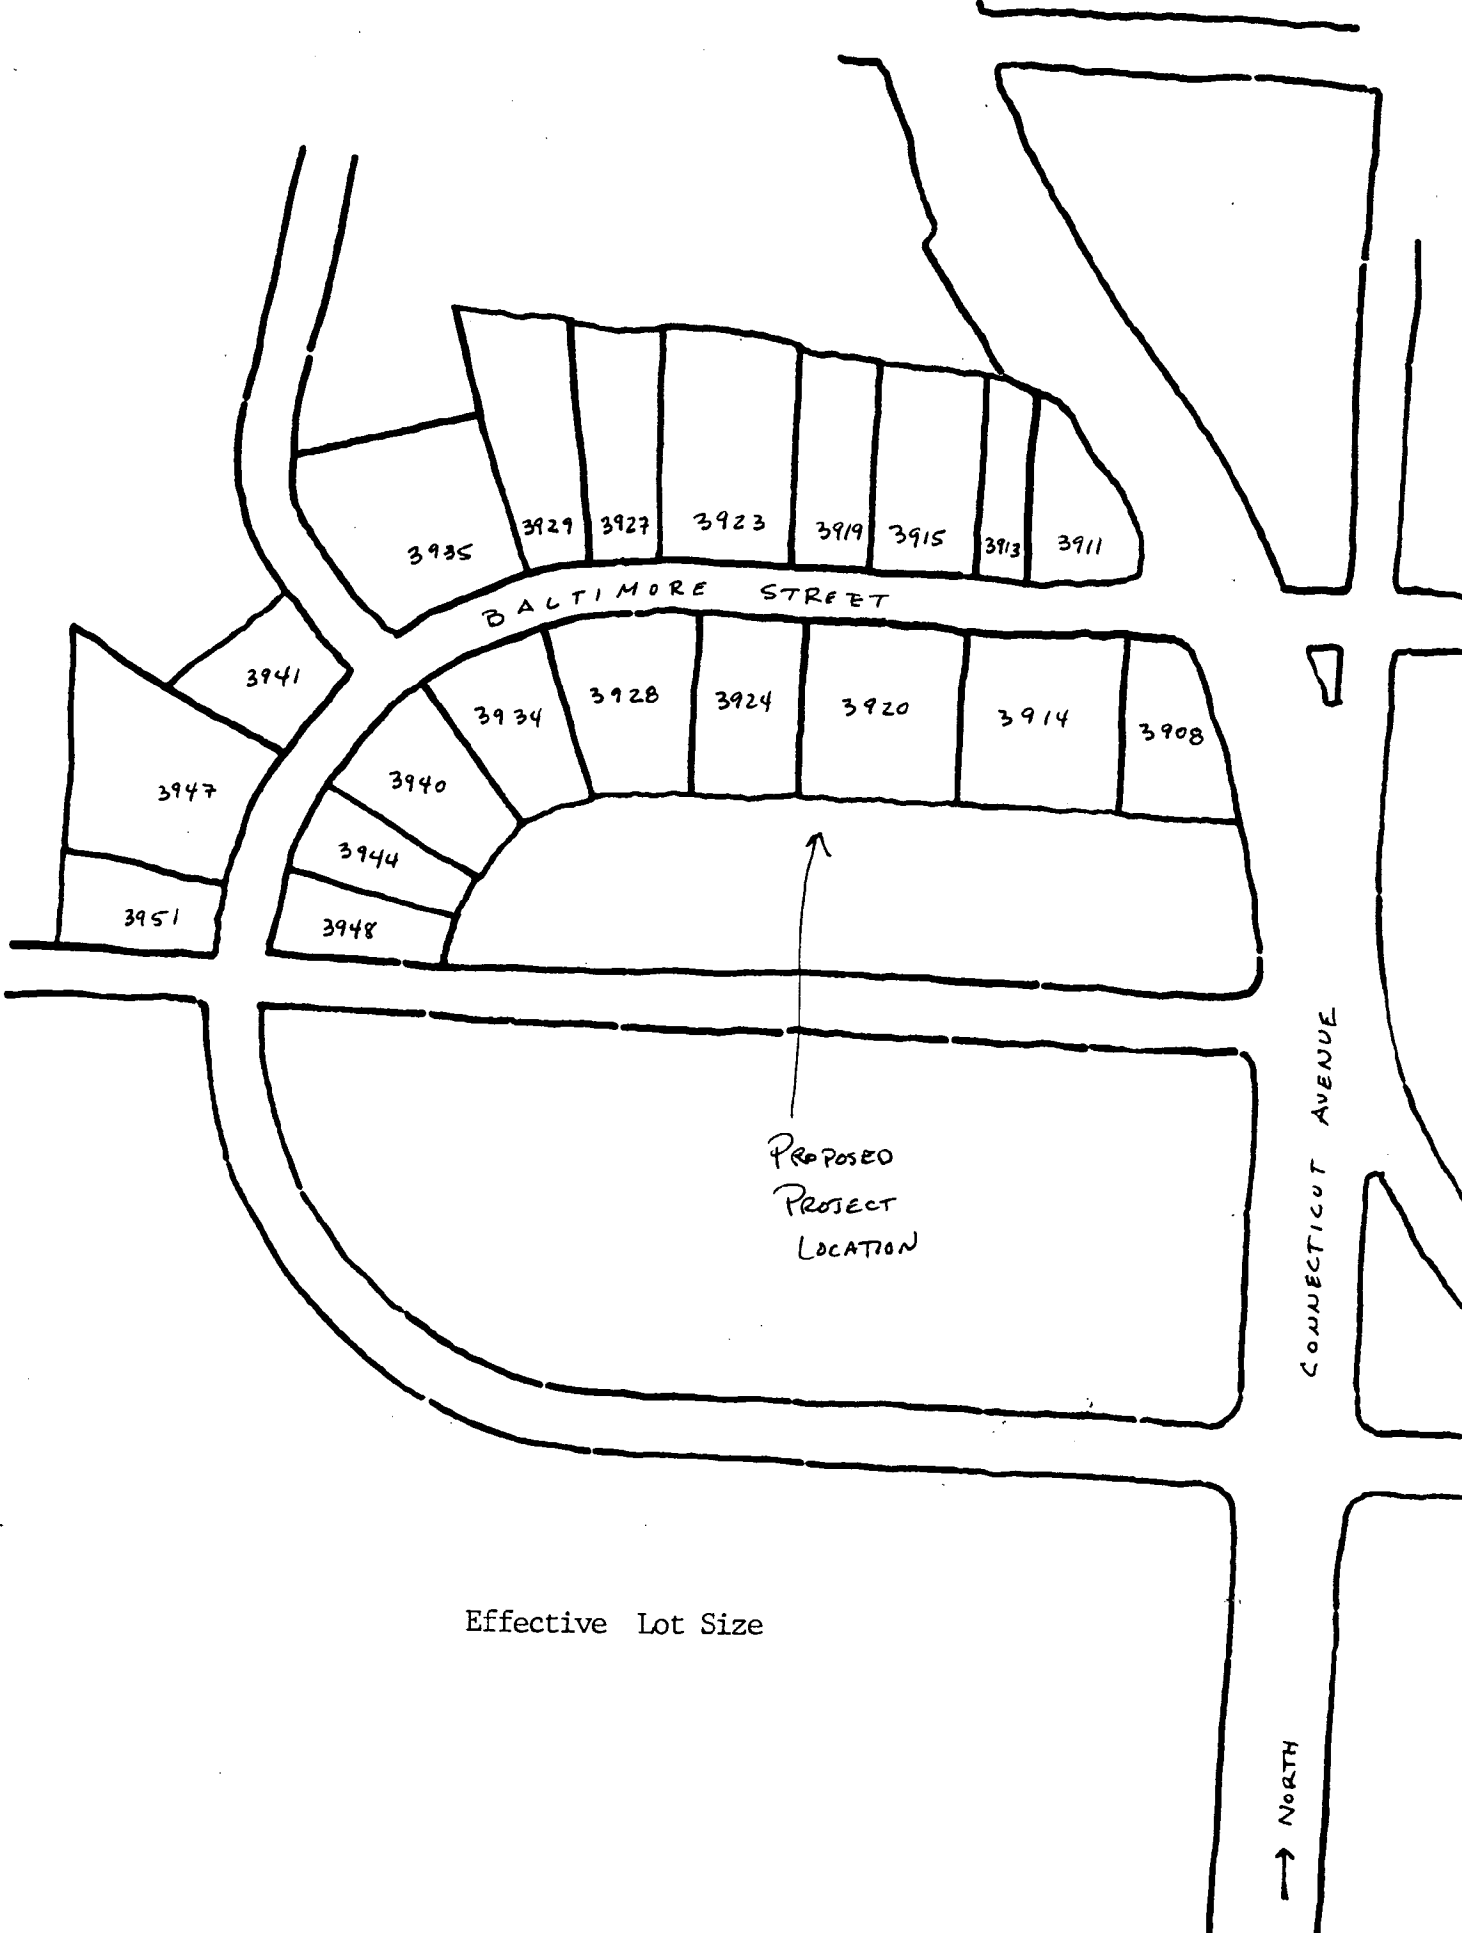 3929 3927 3923 3919 3915 3913 3911
3935
BALTIMORE STREET
3941
3934 3928 3924 3920 3914 3908
3947
3940
3944
3951
3948
PROPOSED
PROJECT
LOCATION
CONNECTICUT AVENUE
Effective Lot Size
→ NORTH